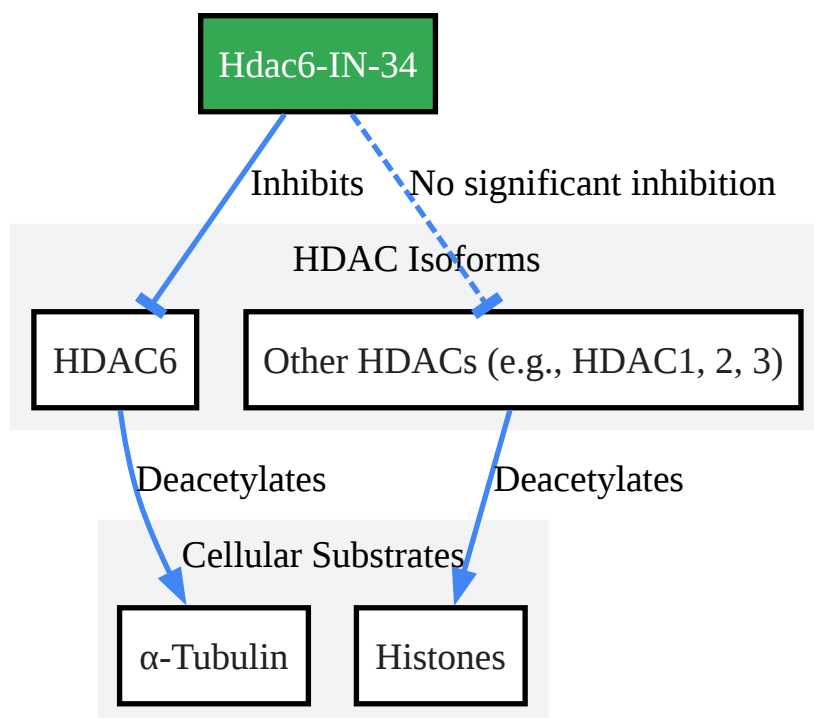 Hdac6-IN-34
Inhibits
No significant inhibition
HDAC Isoforms
HDAC6
Other HDACs (e.g., HDAC1, 2, 3)
Deacetylates
Deacetylates
Cellular Substrates
α-Tubulin
Histones